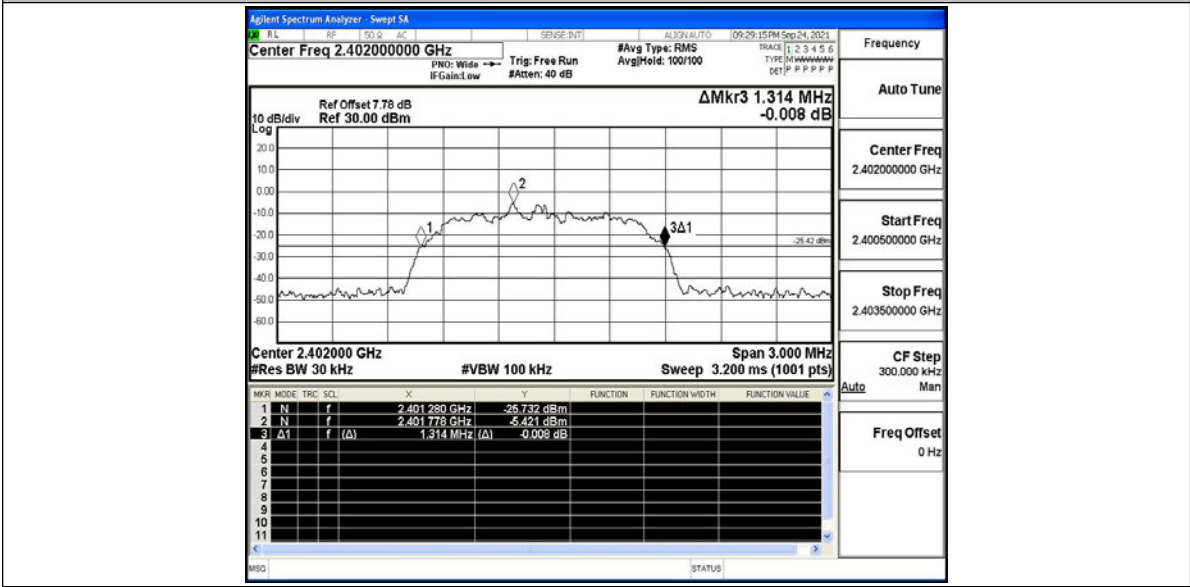 Agilent Spectrum Analyzer - Swept SA
RL RF 50 Ω AC SENSE:INT ALIGN AUTO 09:29:15 PM Sep 24, 2021
Center Freq 2.402000000 GHz
#Avg Type: RMS
TRACE 1 2 3 4 5 6
PNO: Wide Trig: Free Run
Avg|Hold: 100/100
TYPE M W W W W W
IFGain:Low #Atten: 40 dB
DET P P P P P P
Frequency
Auto Tune
Ref Offset 7.78 dB
ΔMkr3 1.314 MHz
10 dB/div Ref 30.00 dBm
-0.008 dB
Log
20.0
10.0
0.00
-10.0
-20.0
-30.0
-40.0
-50.0
-60.0
1
2
3Δ1
-25.42 dBm
Center Freq
2.402000000 GHz
Start Freq
2.400500000 GHz
Stop Freq
2.403500000 GHz
Center 2.402000 GHz Span 3.000 MHz
#Res BW 30 kHz #VBW 100 kHz Sweep 3.200 ms (1001 pts)
CF Step
300.000 kHz
Auto Man
Freq Offset
0 Hz
MKR MODE TRC SCL X Y FUNCTION FUNCTION WIDTH FUNCTION VALUE
1 N f 2.401 280 GHz -25.732 dBm
2 N f 2.401 778 GHz -5.421 dBm
3 Δ1 f (Δ) 1.314 MHz (Δ) -0.008 dB
4
5
6
7
8
9
10
11
MSG STATUS